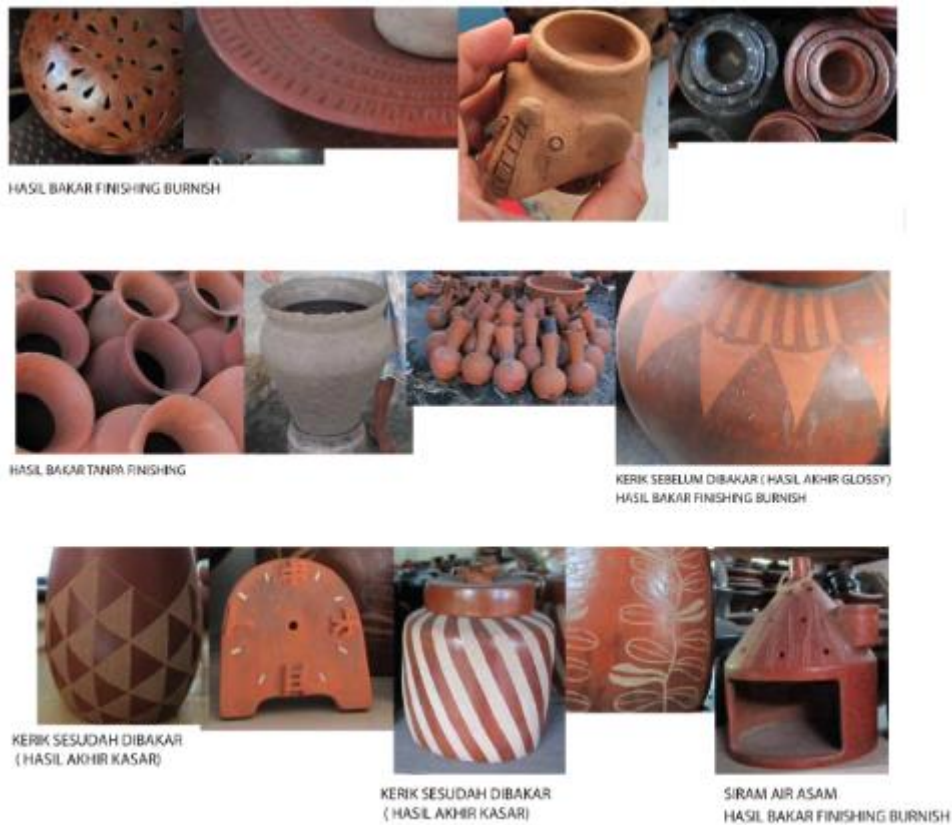 HASIL BAKAR FINISHING BURNISH
HASIL BAKAR TANPA FINISHING
KERIK SEBELUM DIBAKAR ( HASIL AKHIR GLOSSY)
HASIL BAKAR FINISHING BURNISH
KERIK SESUDAH DIBAKAR
( HASIL AKHIR KASAR)
KERIK SESUDAH DIBAKAR
( HASIL AKHIR KASAR)
SIRAM AIR ASAM
HASIL BAKAR FINISHING BURNISH